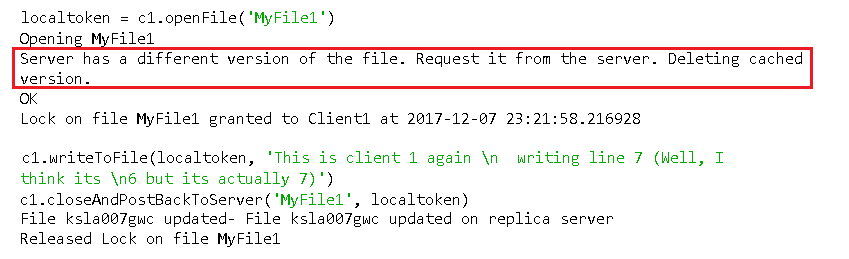 localtoken = c1.openFile('MyFile1')
Opening MyFile1
Server has a different version of the file. Request it from the server. Deleting cached
version.
OK
Lock on file MyFile1 granted to Client1 at 2017-12-07 23:21:58.216928
c1.writeToFile(localtoken, 'This is client 1 again \n  writing line 7 (Well, I
think its \n6 but its actually 7)')
c1.closeAndPostBackToServer('MyFile1', localtoken)
File ksla007gwc updated- File ksla007gwc updated on replica server
Released Lock on file MyFile1